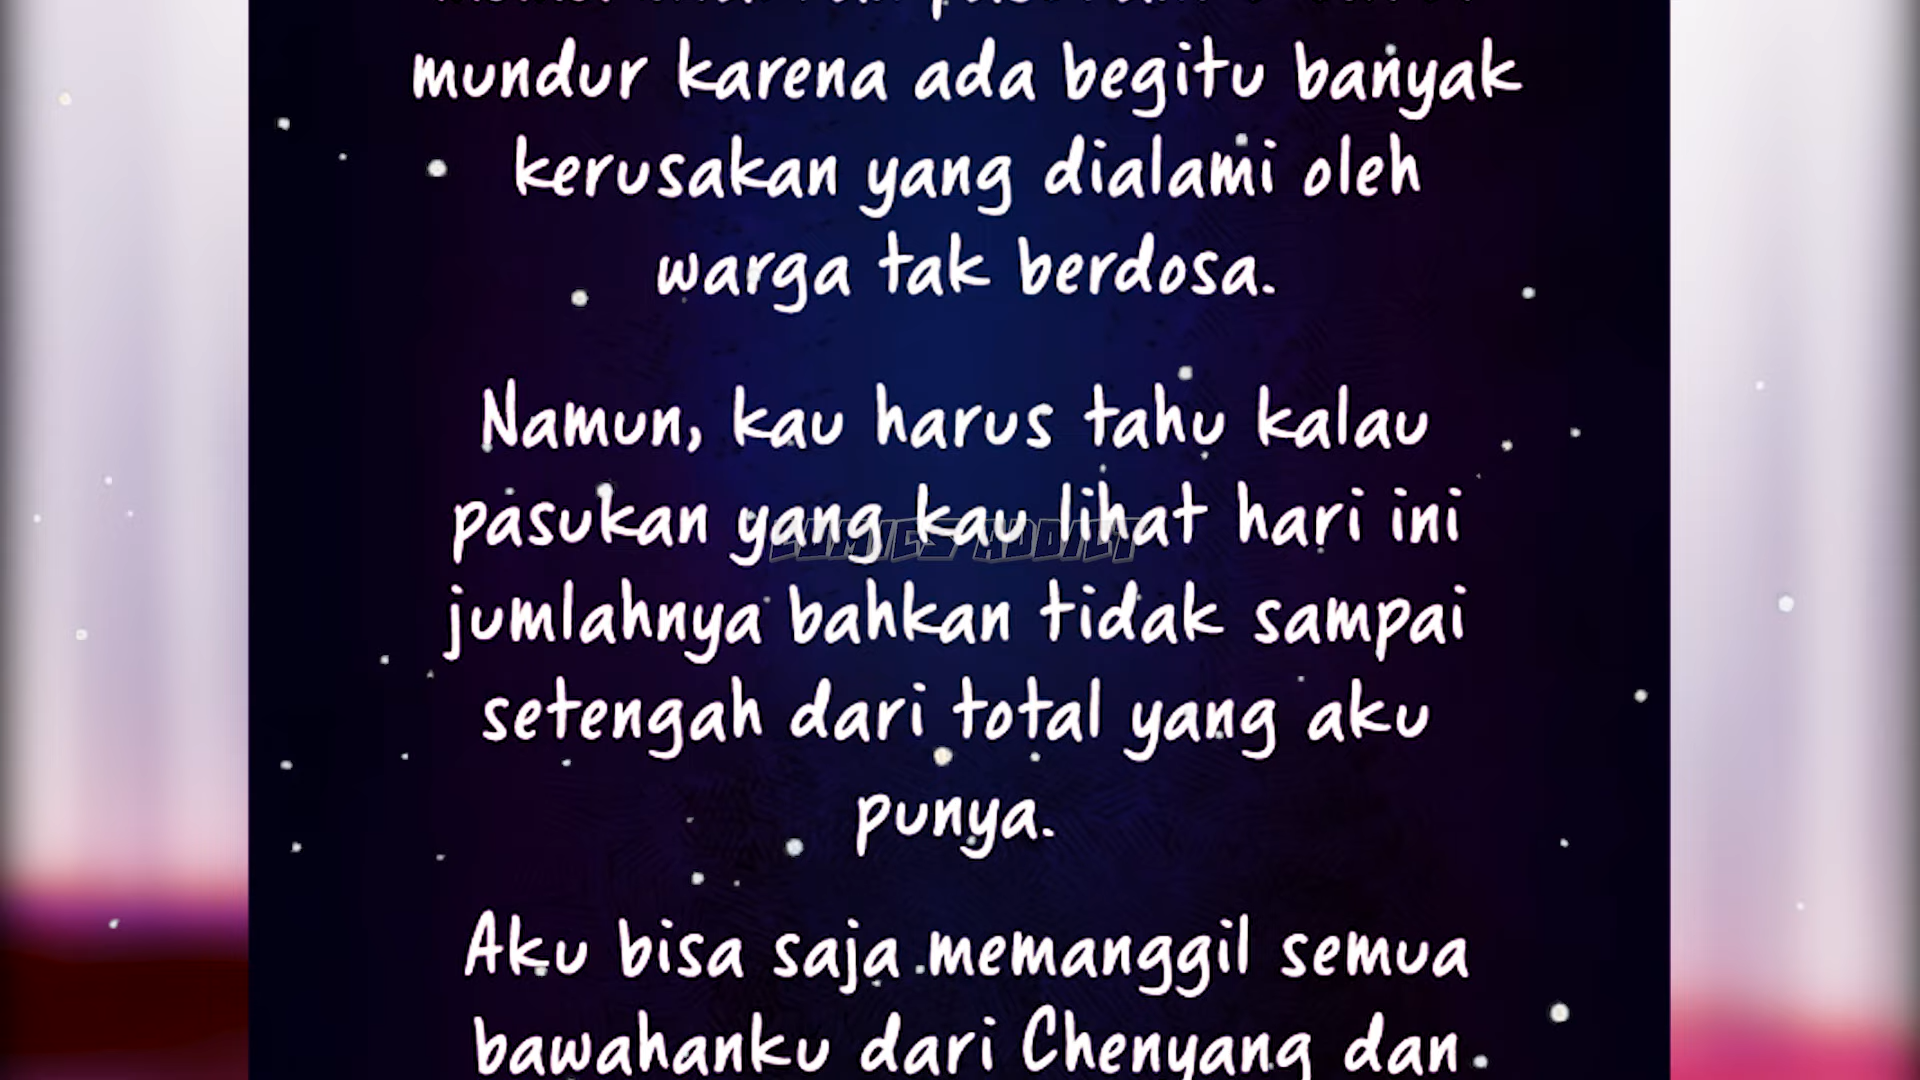 mundur karena ada begitu banyak
kerusakan yang dialami oleh
warga tak berdosa.
Namun, kau harus tahu kalau
pasukan yang kau lihat hari ini
COMICS ADDICT
jumlahnya bahkan tidak sampai
setengah dari total yang aku
punya.
Aku bisa saja memanggil semua
bawahanku dari Chenyang dan